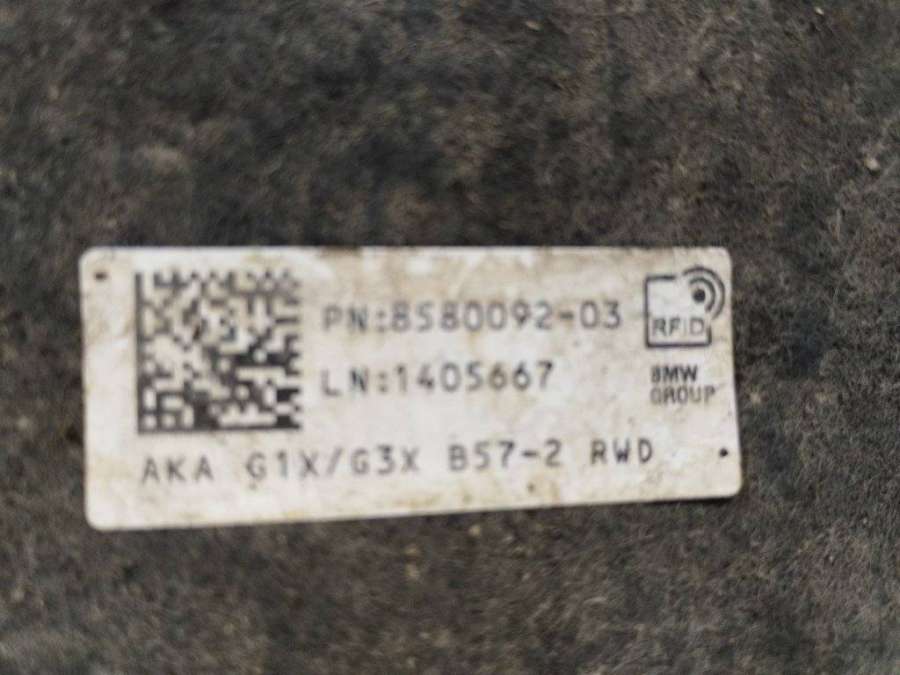 PN:8580092-03
LN:1405667
RFID
BMW
GROUP
AKA G1X/G3X B57-2 RWD